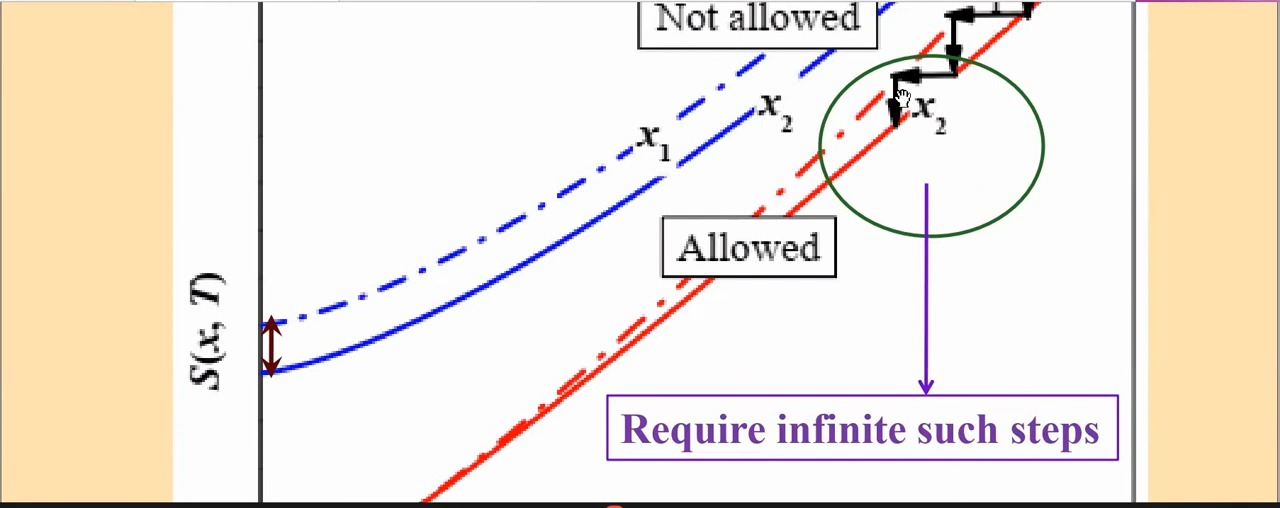 Not allowed
x₂
x₂
x₁
Allowed
S(x, T)
Require infinite such steps